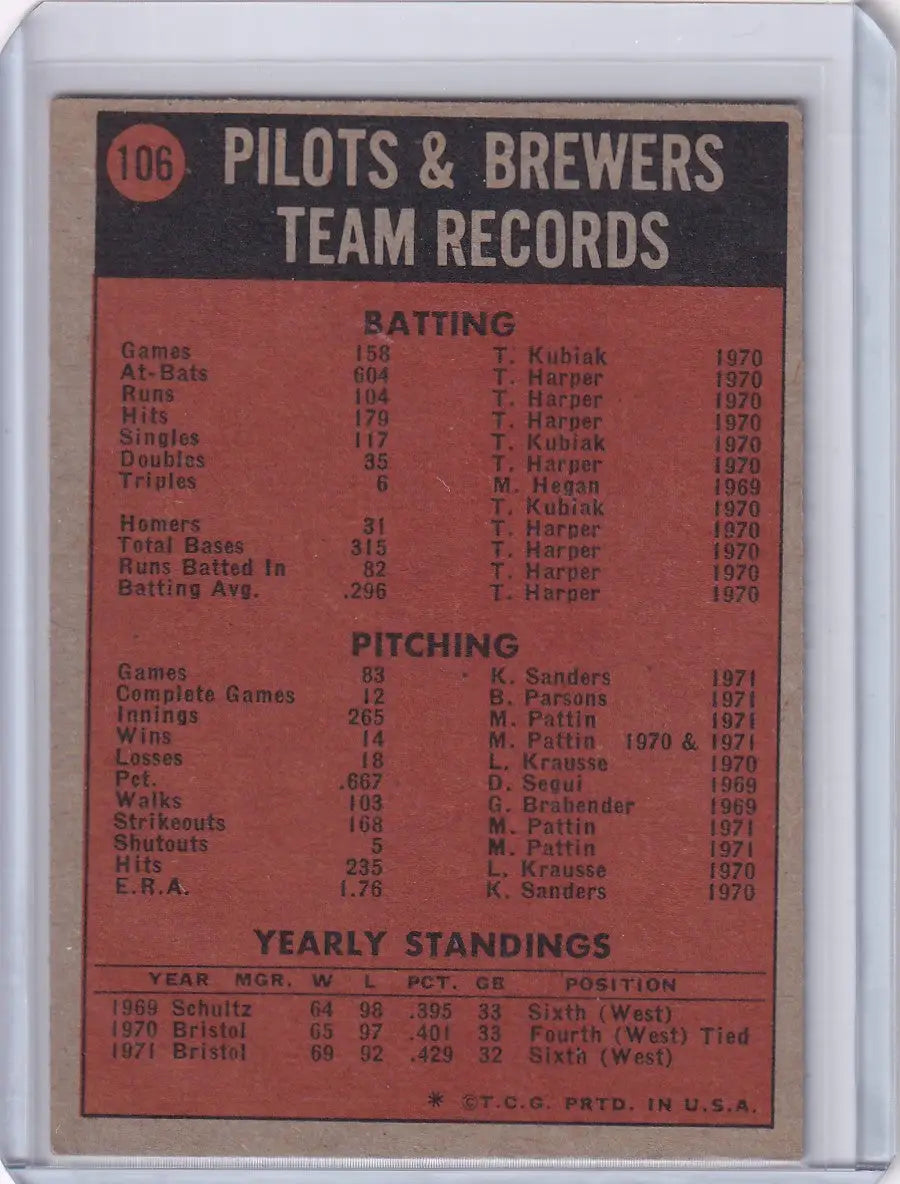 106
PILOTS & BREWERS
TEAM RECORDS
BATTING
Games 158 T. Kubiak 1970
At-Bats 604 T. Harper 1970
Runs 104 T. Harper 1970
Hits 179 T. Harper 1970
Singles 117 T. Kubiak 1970
Doubles 35 T. Harper 1970
Triples 6 M. Hegan 1969
T. Kubiak 1970
Homers 31 T. Harper 1970
Total Bases 315 T. Harper 1970
Runs Batted In 82 T. Harper 1970
Batting Avg. .296 T. Harper 1970
PITCHING
Games 83 K. Sanders 1971
Complete Games 12 B. Parsons 1971
Innings 265 M. Pattin 1971
Wins 14 M. Pattin 1970 & 1971
Losses 18 L. Krausse 1970
Pct. .667 D. Segui 1969
Walks 103 G. Brabender 1969
Strikeouts 168 M. Pattin 1971
Shutouts 5 M. Pattin 1971
Hits 235 L. Krausse 1970
E.R.A. 1.76 K. Sanders 1970
YEARLY STANDINGS
YEAR MGR. W L PCT. GB POSITION
1969 Schultz 64 98 .395 33 Sixth (West)
1970 Bristol 65 97 .401 33 Fourth (West) Tied
1971 Bristol 69 92 .429 32 Sixth (West)
* ©T.C.G. PRTD. IN U.S.A.